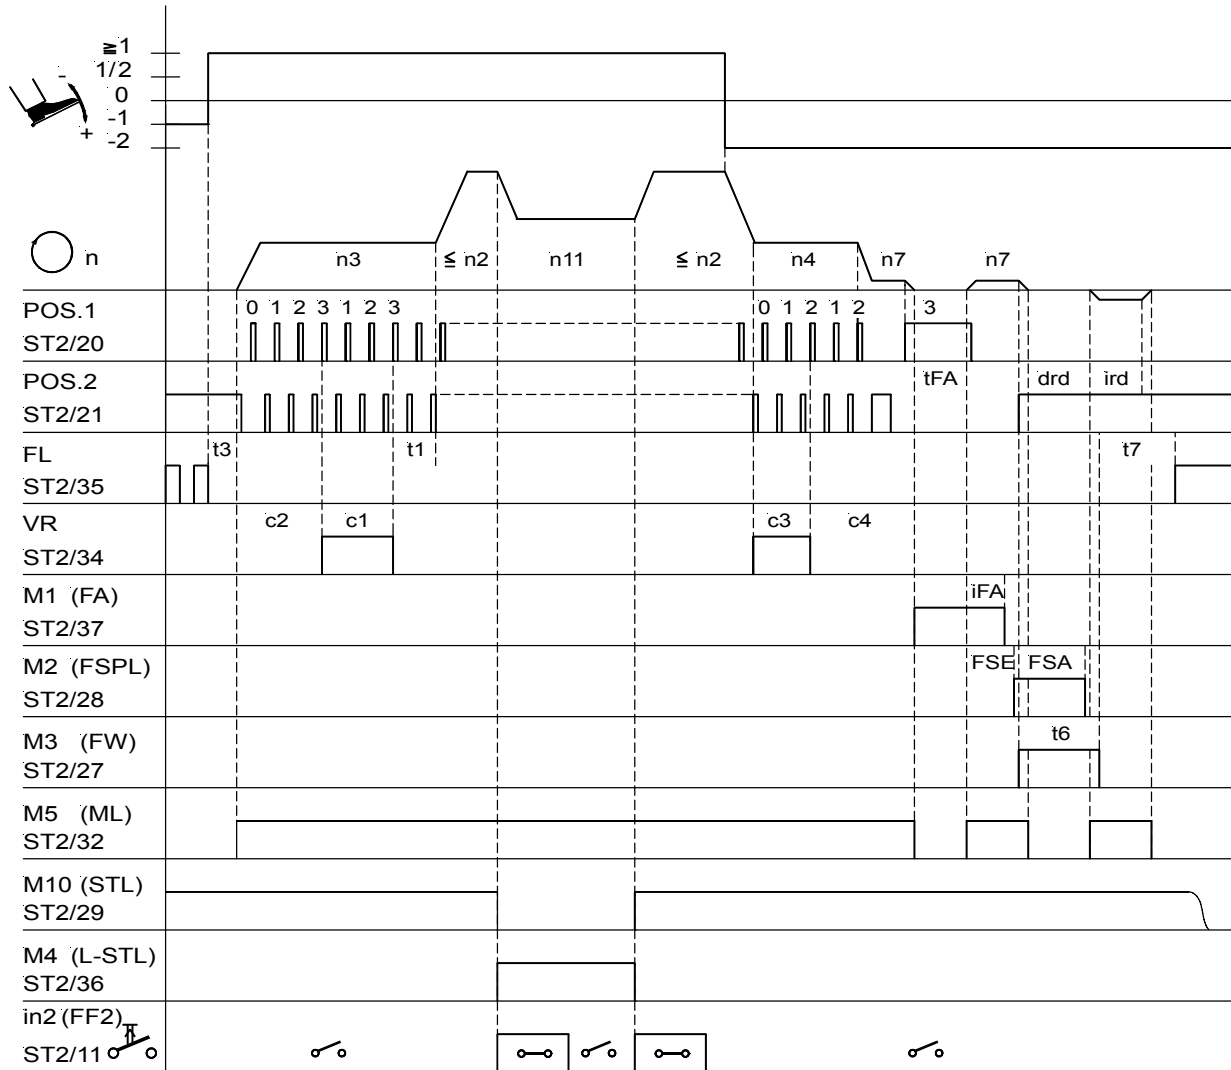 ≧1
1/2
0
-1
-2
-
+
n
n3
≦ n2
n11
≦ n2
n4
n7
n7
POS.1
ST2/20
0 1 2 3 1 2 3
0 1 2 1 2
3
POS.2
ST2/21
tFA
drd
ird
FL
ST2/35
t3
t1
t7
VR
ST2/34
c2
c1
c3
c4
M1 (FA)
ST2/37
iFA
M2 (FSPL)
ST2/28
FSE
FSA
M3 (FW)
ST2/27
t6
M5 (ML)
ST2/32
M10 (STL)
ST2/29
M4 (L-STL)
ST2/36
in2 (FF2)
ST2/11